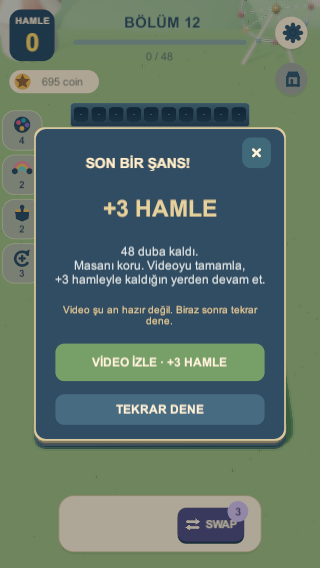 HAMLE
0
BÖLÜM 12
0 / 48
695 coin
4
2
2
3
SON BİR ŞANS!
×
+3 HAMLE
48 duba kaldı.
Masanı koru. Videoyu tamamla,
+3 hamleyle kaldığın yerden devam et.
Video şu an hazır değil. Biraz sonra tekrar
dene.
VİDEO İZLE · +3 HAMLE
TEKRAR DENE
3
SWAP